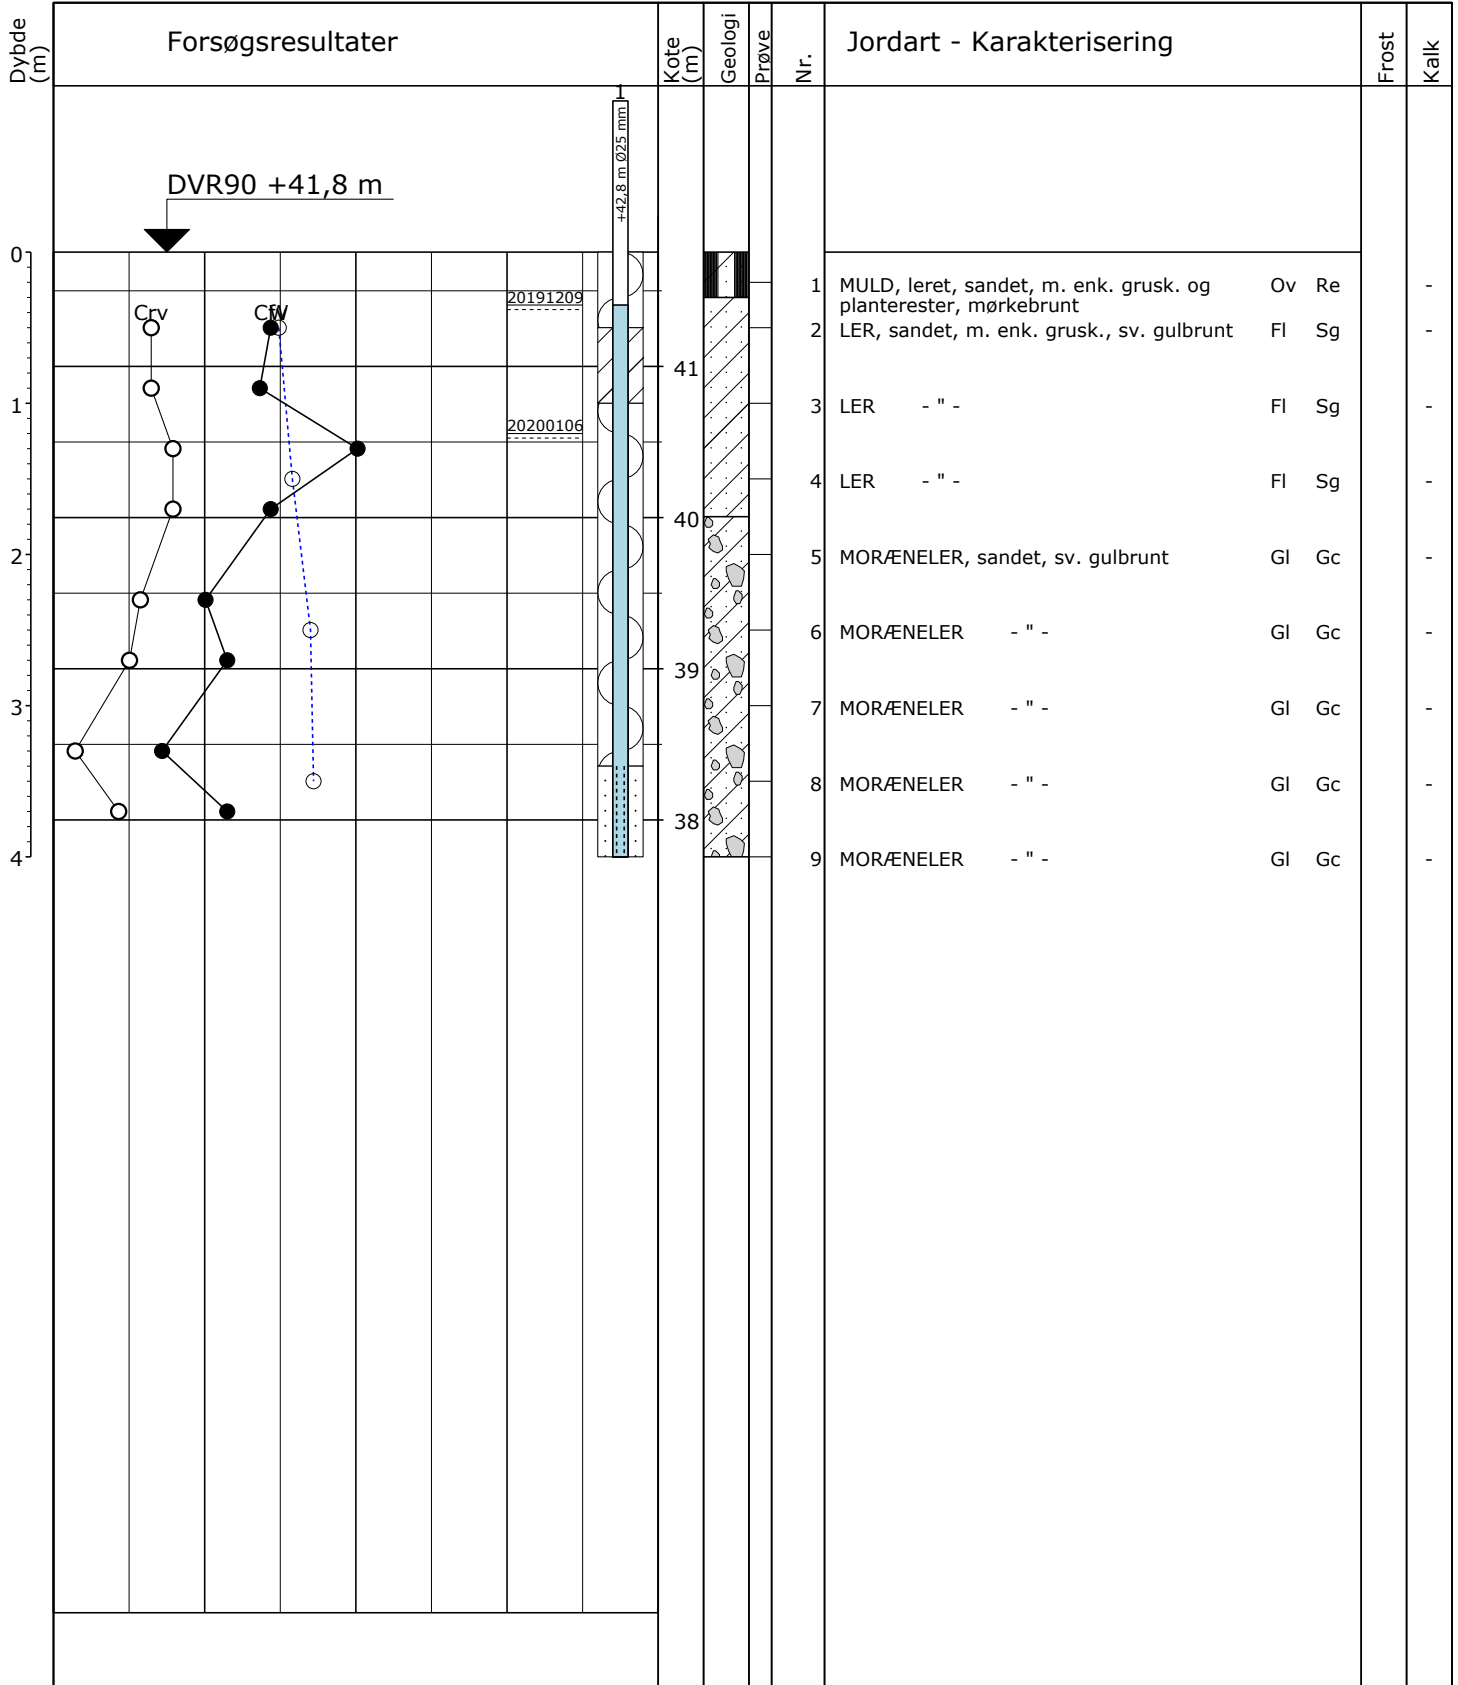 Dybde
(m)
Forsøgsresultater
Kote
(m)
Geologi
Prøve
Nr.
Jordart - Karakterisering
Frost
Kalk
1
+42,8 m Ø25 mm
DVR90 +41,8 m
0
1
2
3
4
Crv
Cfv
W
20191209
20200106
41
40
39
38
1 MULD, leret, sandet, m. enk. grusk. og Ov Re -
planterester, mørkebrunt
2 LER, sandet, m. enk. grusk., sv. gulbrunt Fl Sg -
3 LER - " - Fl Sg -
4 LER - " - Fl Sg -
5 MORÆNELER, sandet, sv. gulbrunt Gl Gc -
6 MORÆNELER - " - Gl Gc -
7 MORÆNELER - " - Gl Gc -
8 MORÆNELER - " - Gl Gc -
9 MORÆNELER - " - Gl Gc -